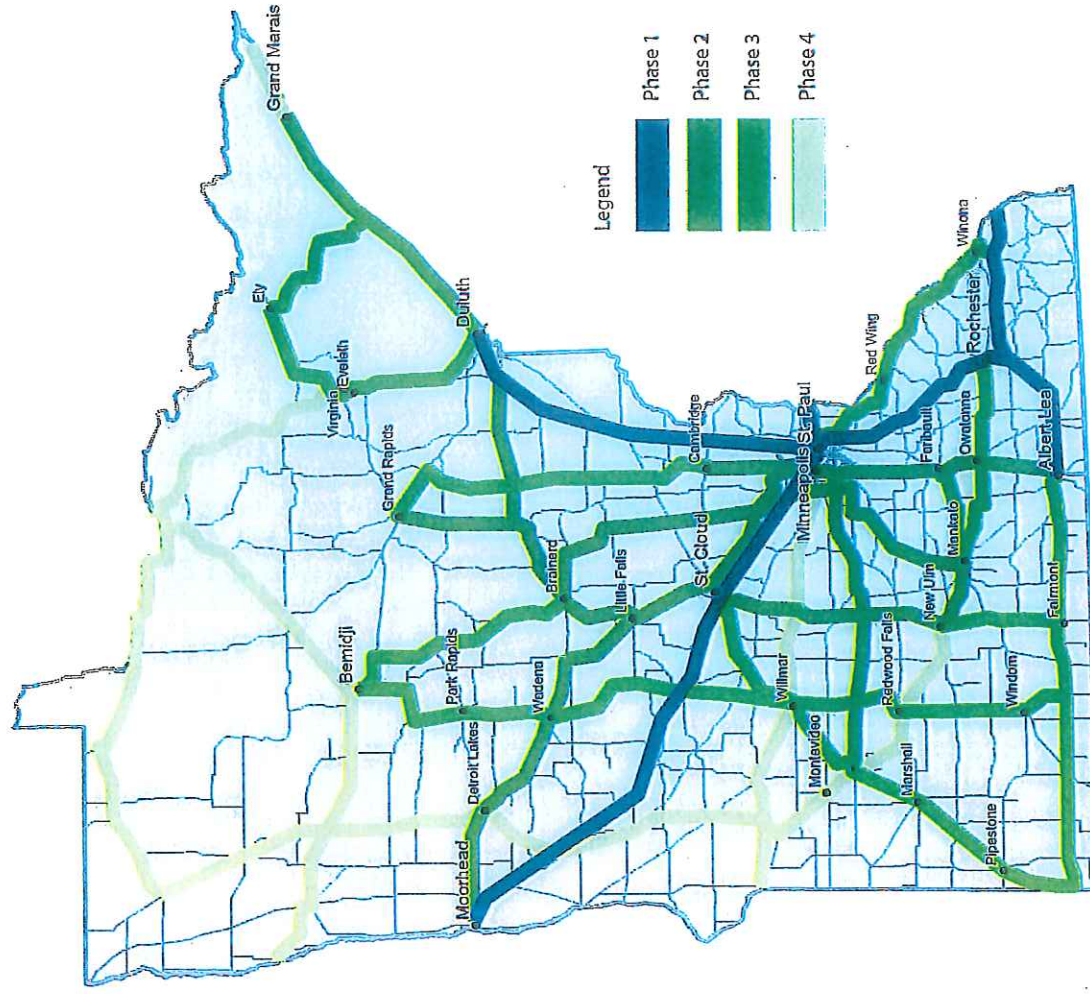 Grand Marais
Ely
Duluth
Virginia
Eveleth
Grand Rapids
Bemidji
Park Rapids
Brainerd
Wadena
Detroit Lakes
Moorhead
Little Falls
Cambridge
St. Cloud
Minneapolis
St. Paul
Willmar
Montevideo
Marshall
Redwood Falls
Pipestone
Windom
New Ulm
Mankato
Fairmont
Faribault
Owatonna
Albert Lea
Red Wing
Rochester
Winona
Legend
Phase 1
Phase 2
Phase 3
Phase 4